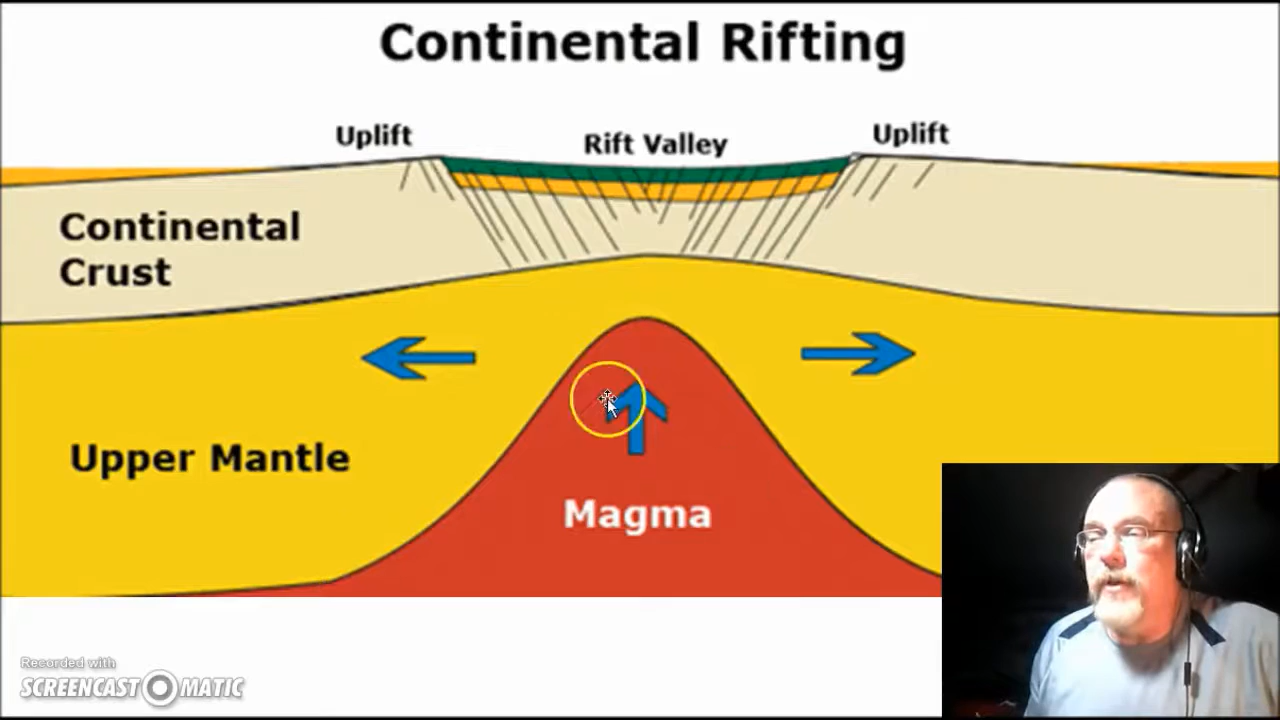 Continental Rifting
Uplift
Rift Valley
Uplift
Continental
Crust
Upper Mantle
Magma
Recorded with
SCREENCAST-O-MATIC